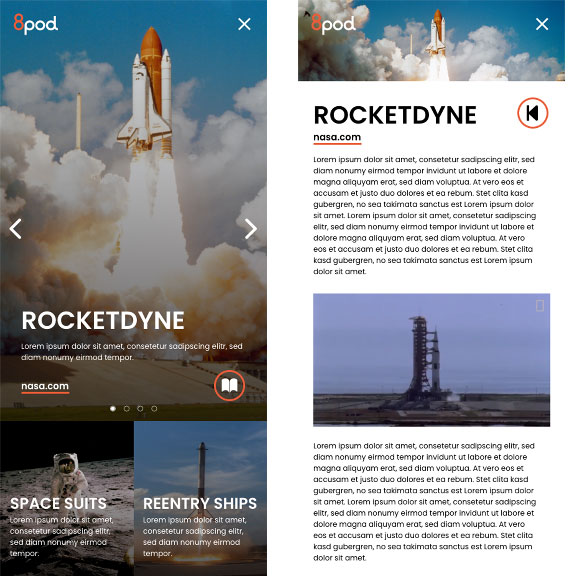 8pod
ROCKETDYNE
Lorem ipsum dolor sit amet, consetetur sadipscing elitr, sed
diam nonumy eirmod tempor.
nasa.com
SPACE SUITS
Lorem ipsum dolor sit amet,
consetetur sadipscing elitr,
sed diam nonumy eirmod
tempor.
REENTRY SHIPS
Lorem ipsum dolor sit amet,
consetetur sadipscing elitr,
sed diam nonumy eirmod
tempor.
8pod
ROCKETDYNE
nasa.com
Lorem ipsum dolor sit amet, consetetur sadipscing elitr, sed
diam nonumy eirmod tempor invidunt ut labore et dolore
magna aliquyam erat, sed diam voluptua. At vero eos et
accusam et justo duo dolores et ea rebum. Stet clita kasd
gubergren, no sea takimata sanctus est Lorem ipsum dolor
sit amet. Lorem ipsum dolor sit amet, consetetur sadipscing
elitr, sed diam nonumy eirmod tempor invidunt ut labore et
dolore magna aliquyam erat, sed diam voluptua. At vero
eos et accusam et justo duo dolores et ea rebum. Stet clita
kasd gubergren, no sea takimata sanctus est Lorem ipsum
dolor sit amet.
Lorem ipsum dolor sit amet, consetetur sadipscing elitr, sed
diam nonumy eirmod tempor invidunt ut labore et dolore
magna aliquyam erat, sed diam voluptua. At vero eos et
accusam et justo duo dolores et ea rebum. Stet clita kasd
gubergren, no sea takimata sanctus est Lorem ipsum dolor
sit amet. Lorem ipsum dolor sit amet, consetetur sadipscing
elitr, sed diam nonumy eirmod tempor invidunt ut labore et
dolore magna aliquyam erat, sed diam voluptua. At vero
eos et accusam et justo duo dolores et ea rebum. Stet clita
kasd gubergren, no sea takimata sanctus est Lorem ipsum
dolor sit amet.